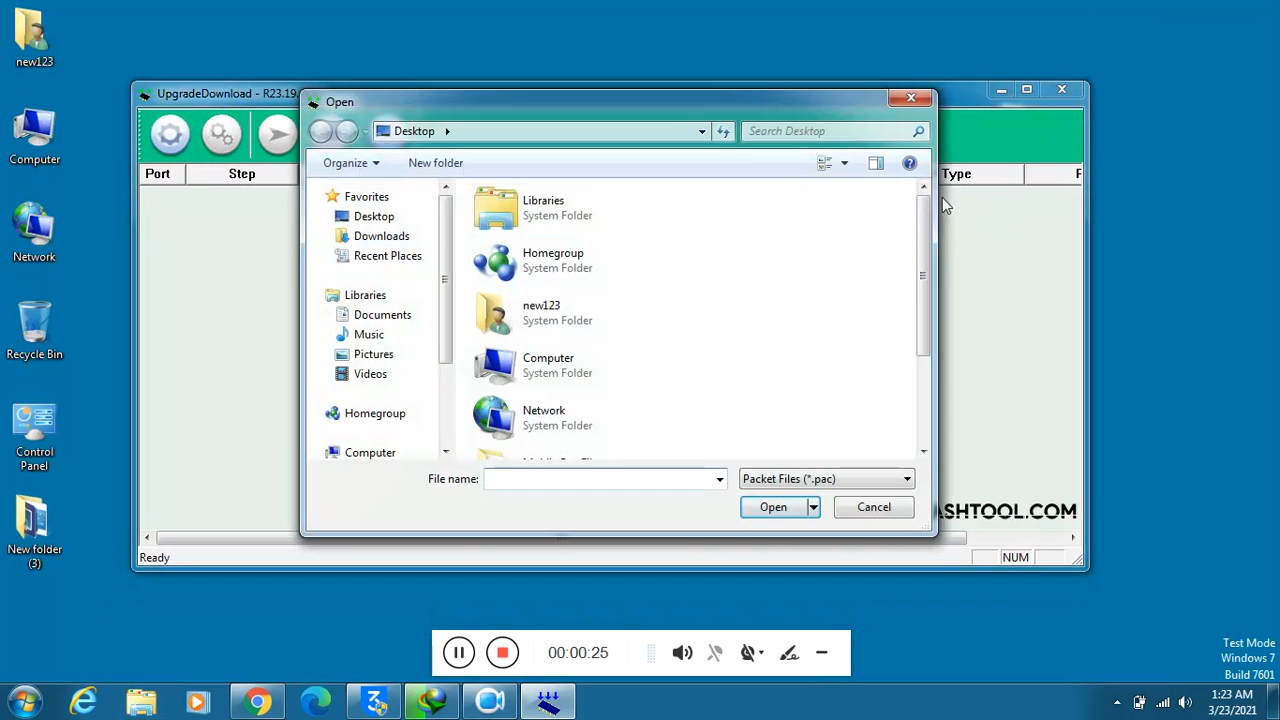 new123
Computer
Network
Recycle Bin
Control
Panel
New folder
(3)
UpgradeDownload - R23.19.
Port
Step
Type
ASHTOOL.COM
Ready
NUM
Open
Desktop
Search Desktop
Organize
New folder
Favorites
Desktop
Downloads
Recent Places
Libraries
Documents
Music
Pictures
Videos
Homegroup
Computer
Libraries
System Folder
Homegroup
System Folder
new123
System Folder
Computer
System Folder
Network
System Folder
File name:
Packet Files (*.pac)
Open
Cancel
00:00:25
Test Mode
Windows 7
Build 7601
1:23 AM
3/23/2021